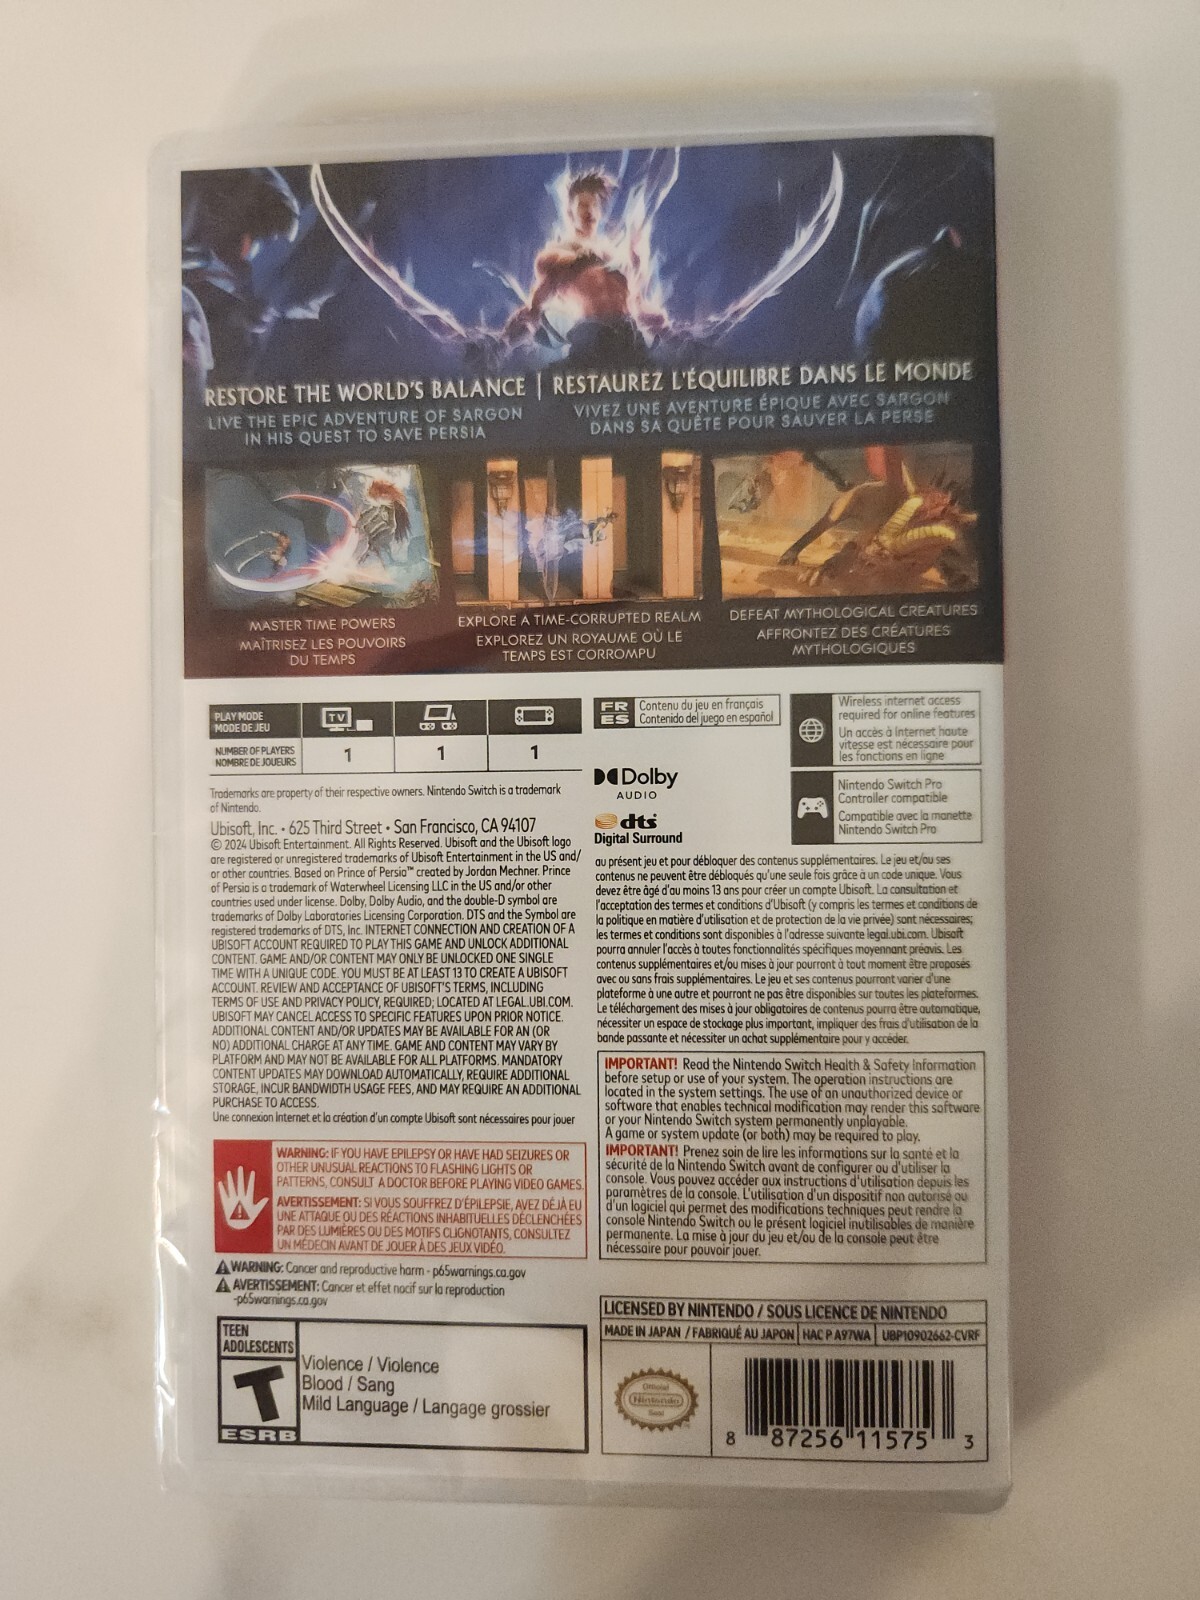 RESTORE THE WORLD'S BALANCE | RESTAUREZ L'ÉQUILIBRE DANS LE MONDE
LIVE THE EPIC ADVENTURE OF SARGON
IN HIS QUEST TO SAVE PERSIA
VIVEZ UNE AVENTURE ÉPIQUE AVEC SARGON
DANS SA QUÊTE POUR SAUVER LA PERSE
MASTER TIME POWERS
MAÎTRISEZ LES POUVOIRS
DU TEMPS
EXPLORE A TIME-CORRUPTED REALM
EXPLOREZ UN ROYAUME OÙ LE
TEMPS EST CORROMPU
DEFEAT MYTHOLOGICAL CREATURES
AFFRONTEZ DES CRÉATURES
MYTHOLOGIQUES
PLAY MODE
MODE DE JEU
TV
NUMBER OF PLAYERS
NOMBRE DE JOUEURS
1
1
1
FR
ES
Contenu du jeu en français
Contenido del juego en español
Wireless internet access
required for online features
Un accès à internet haute
vitesse est nécessaire pour
les fonctions en ligne
Nintendo Switch Pro
Controller compatible
Compatible avec la manette
Nintendo Switch Pro
Dolby
AUDIO
dts
Digital Surround
Trademarks are property of their respective owners. Nintendo Switch is a trademark
of Nintendo.
Ubisoft, Inc. • 625 Third Street • San Francisco, CA 94107
© 2024 Ubisoft Entertainment. All Rights Reserved. Ubisoft and the Ubisoft logo
are registered or unregistered trademarks of Ubisoft Entertainment in the US and/
or other countries. Based on Prince of Persia™ created by Jordan Mechner. Prince
of Persia is a trademark of Waterwheel Licensing LLC in the US and/or other
countries used under license. Dolby, Dolby Audio, and the double-D symbol are
trademarks of Dolby Laboratories Licensing Corporation. DTS and the Symbol are
registered trademarks of DTS, Inc. INTERNET CONNECTION AND CREATION OF A
UBISOFT ACCOUNT REQUIRED TO PLAY THIS GAME AND UNLOCK ADDITIONAL
CONTENT. GAME AND/OR CONTENT MAY ONLY BE UNLOCKED ONE SINGLE
TIME WITH A UNIQUE CODE. YOU MUST BE AT LEAST 13 TO CREATE A UBISOFT
ACCOUNT. REVIEW AND ACCEPTANCE OF UBISOFT'S TERMS, INCLUDING
TERMS OF USE AND PRIVACY POLICY, REQUIRED; LOCATED AT LEGAL.UBI.COM.
UBISOFT MAY CANCEL ACCESS TO SPECIFIC FEATURES UPON PRIOR NOTICE.
ADDITIONAL CONTENT AND/OR UPDATES MAY BE AVAILABLE FOR AN (OR
NO) ADDITIONAL CHARGE AT ANY TIME. GAME AND CONTENT MAY VARY BY
PLATFORM AND MAY NOT BE AVAILABLE FOR ALL PLATFORMS. MANDATORY
CONTENT UPDATES MAY DOWNLOAD AUTOMATICALLY, REQUIRE ADDITIONAL
STORAGE, INCUR BANDWIDTH USAGE FEES, AND MAY REQUIRE AN ADDITIONAL
PURCHASE TO ACCESS.
Une connexion Internet et la création d'un compte Ubisoft sont nécessaires pour jouer
au présent jeu et pour débloquer des contenus supplémentaires. Le jeu et/ou ses
contenus ne peuvent être débloqués qu'une seule fois grâce à un code unique. Vous
devez être âgé d'au moins 13 ans pour créer un compte Ubisoft. La consultation et
l'acceptation des termes et conditions d'Ubisoft (y compris les termes et conditions de
la politique en matière d'utilisation et de protection de la vie privée) sont nécessaires;
les termes et conditions sont disponibles à l'adresse suivante legal.ubi.com. Ubisoft
pourra annuler l'accès à toutes fonctionnalités spécifiques moyennant préavis. Les
contenus supplémentaires et/ou mises à jour pourront à tout moment être proposés
avec ou sans frais supplémentaires. Le jeu et ses contenus pourront varier d'une
plateforme à une autre et pourront ne pas être disponibles sur toutes les plateformes.
Le téléchargement des mises à jour obligatoires de contenus pourra être automatique,
nécessiter un espace de stockage plus important, impliquer des frais d'utilisation de la
bande passante et nécessiter un achat supplémentaire pour y accéder.
WARNING: IF YOU HAVE EPILEPSY OR HAVE HAD SEIZURES OR
OTHER UNUSUAL REACTIONS TO FLASHING LIGHTS OR
PATTERNS, CONSULT A DOCTOR BEFORE PLAYING VIDEO GAMES.
AVERTISSEMENT: SI VOUS SOUFFREZ D'ÉPILEPSIE, AVEZ DÉJÀ EU
UNE ATTAQUE OU DES RÉACTIONS INHABITUELLES DÉCLENCHÉES
PAR DES LUMIÈRES OU DES MOTIFS CLIGNOTANTS, CONSULTEZ
UN MÉDECIN AVANT DE JOUER À DES JEUX VIDÉO.
WARNING: Cancer and reproductive harm - p65warnings.ca.gov
AVERTISSEMENT: Cancer et effet nocif sur la reproduction
-p65warnings.ca.gov
IMPORTANT! Read the Nintendo Switch Health & Safety Information
before setup or use of your system. The operation instructions are
located in the system settings. The use of an unauthorized device or
software that enables technical modification may render this software
or your Nintendo Switch system permanently unplayable.
A game or system update (or both) may be required to play.
IMPORTANT! Prenez soin de lire les informations sur la santé et la
sécurité de la Nintendo Switch avant de configurer ou d'utiliser la
console. Vous pouvez accéder aux instructions d'utilisation depuis les
paramètres de la console. L'utilisation d'un dispositif non autorisé ou
d'un logiciel qui permet des modifications techniques peut rendre la
console Nintendo Switch ou le présent logiciel inutilisables de manière
permanente. La mise à jour du jeu et/ou de la console peut être
nécessaire pour pouvoir jouer.
TEEN
ADOLESCENTS
T
ESRB
Violence / Violence
Blood / Sang
Mild Language / Langage grossier
LICENSED BY NINTENDO / SOUS LICENCE DE NINTENDO
MADE IN JAPAN / FABRIQUÉ AU JAPON | HAC P A97WA | UBP10902662-CVRF
Official
Nintendo
Seal
8 87256 11575 3